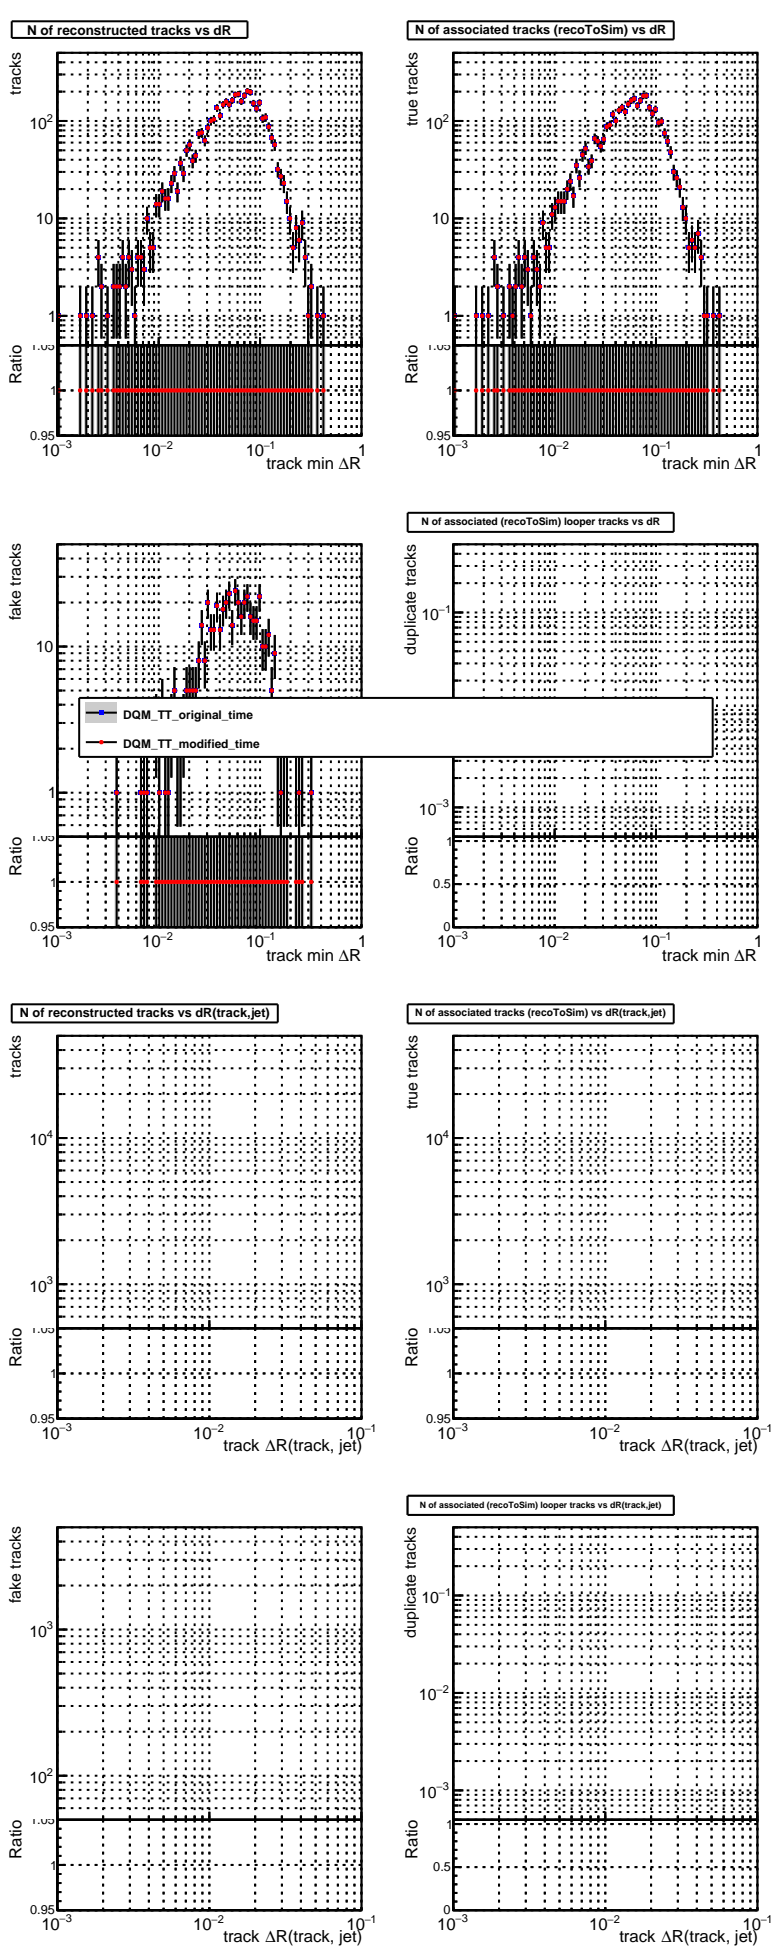 N of reconstructed tracks vs dR
tracks
10²
10
1
1.05
Ratio
1
0.95
10⁻³ 10⁻² 10⁻¹ 1
track min ΔR
N of associated tracks (recoToSim) vs dR
true tracks
10²
10
1
1.05
Ratio
1
0.95
10⁻³ 10⁻² 10⁻¹ 1
track min ΔR
fake tracks
10
1
1.05
Ratio
1
0.95
10⁻³ 10⁻² 10⁻¹ 1
track min ΔR
N of associated (recoToSim) looper tracks vs dR
duplicate tracks
10⁻¹
10⁻³
Ratio
1
0.5
0
10⁻³ 10⁻² 10⁻¹ 1
track min ΔR
DQM_TT_original_time
DQM_TT_modified_time
N of reconstructed tracks vs dR(track,jet)
tracks
10⁴
10³
1.05
Ratio
1
0.95
10⁻³ 10⁻² 10⁻¹
track ΔR(track, jet)
N of associated tracks (recoToSim) vs dR(track,jet)
true tracks
10⁴
10³
1.05
Ratio
1
0.95
10⁻³ 10⁻² 10⁻¹
track ΔR(track, jet)
fake tracks
10³
10²
1.05
Ratio
1
0.95
10⁻³ 10⁻² 10⁻¹
track ΔR(track, jet)
N of associated (recoToSim) looper tracks vs dR(track,jet)
duplicate tracks
10⁻¹
10⁻²
10⁻³
Ratio
1
0.5
0
10⁻³ 10⁻² 10⁻¹
track ΔR(track, jet)